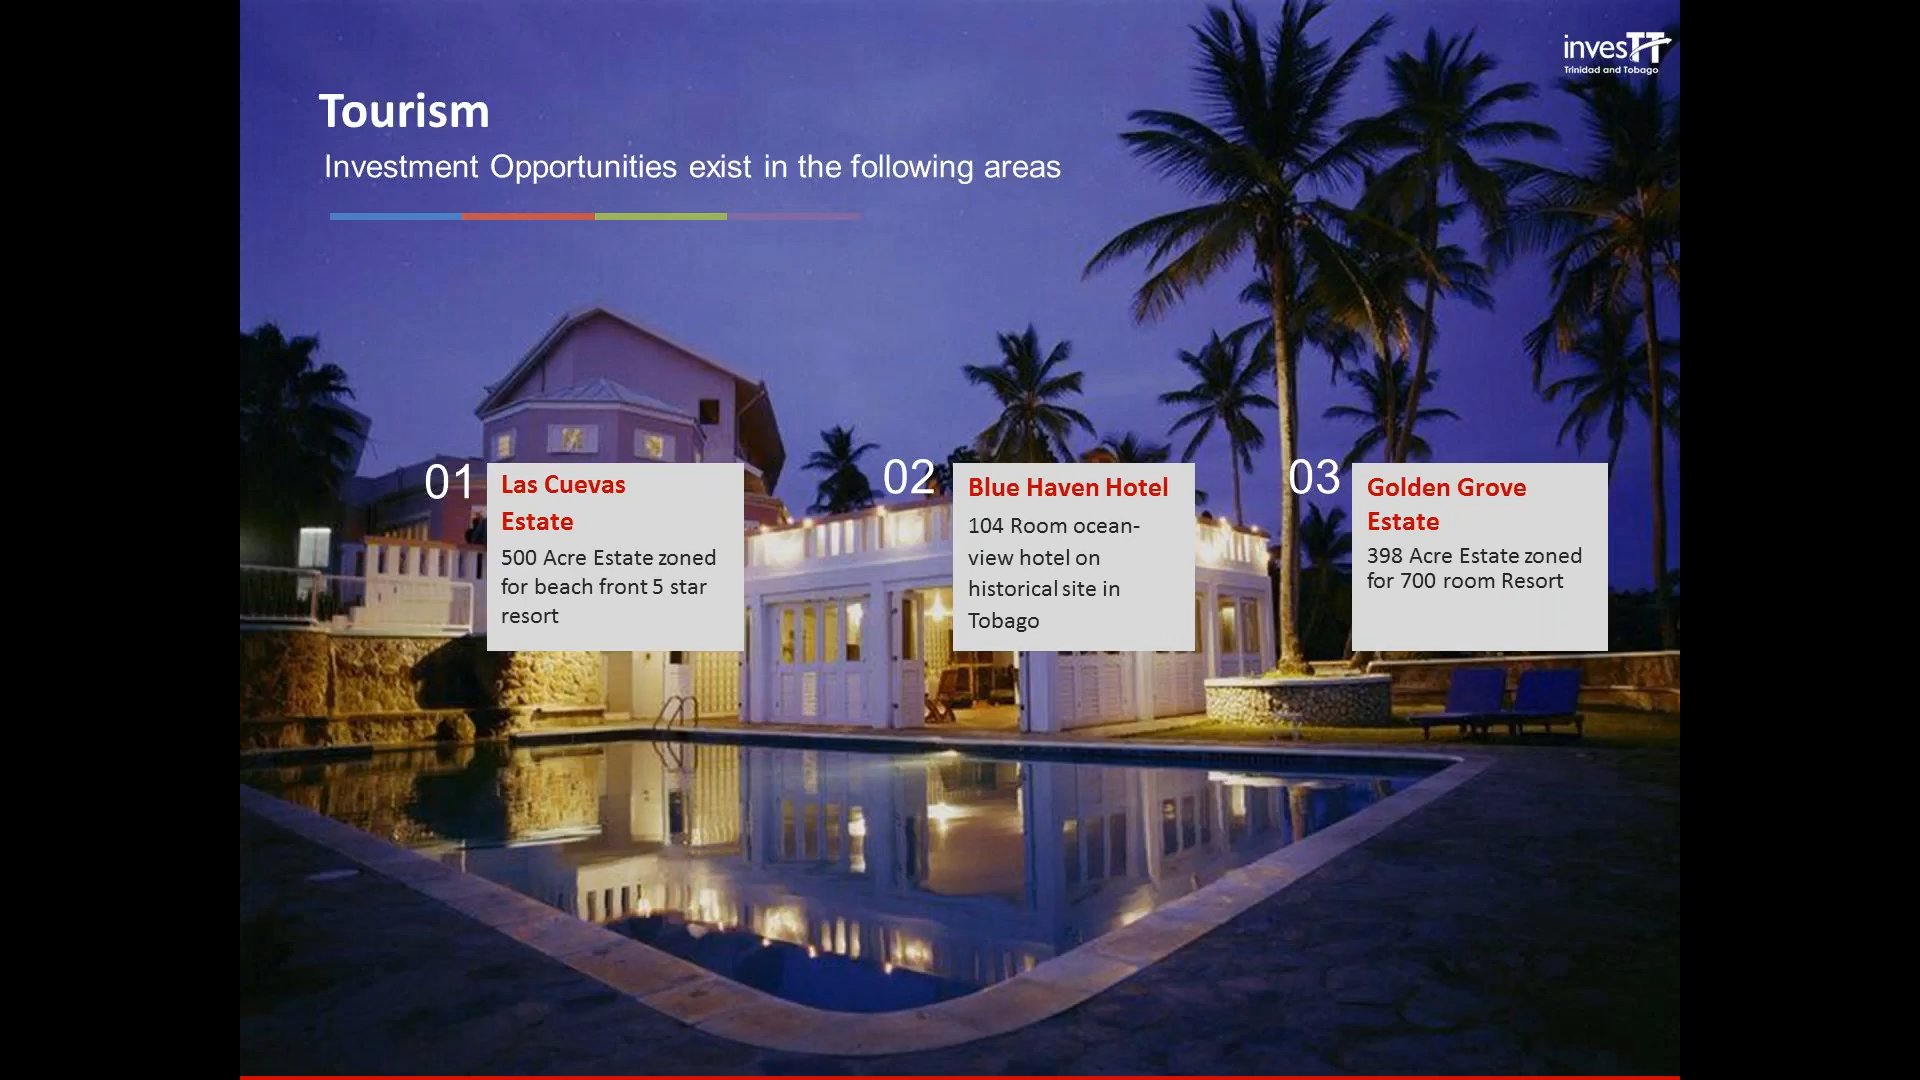 invesTT
Trinidad and Tobago
Tourism
Investment Opportunities exist in the following areas
01
Las Cuevas
Estate
500 Acre Estate zoned
for beach front 5 star
resort
02
Blue Haven Hotel
104 Room ocean-
view hotel on
historical site in
Tobago
03
Golden Grove
Estate
398 Acre Estate zoned
for 700 room Resort